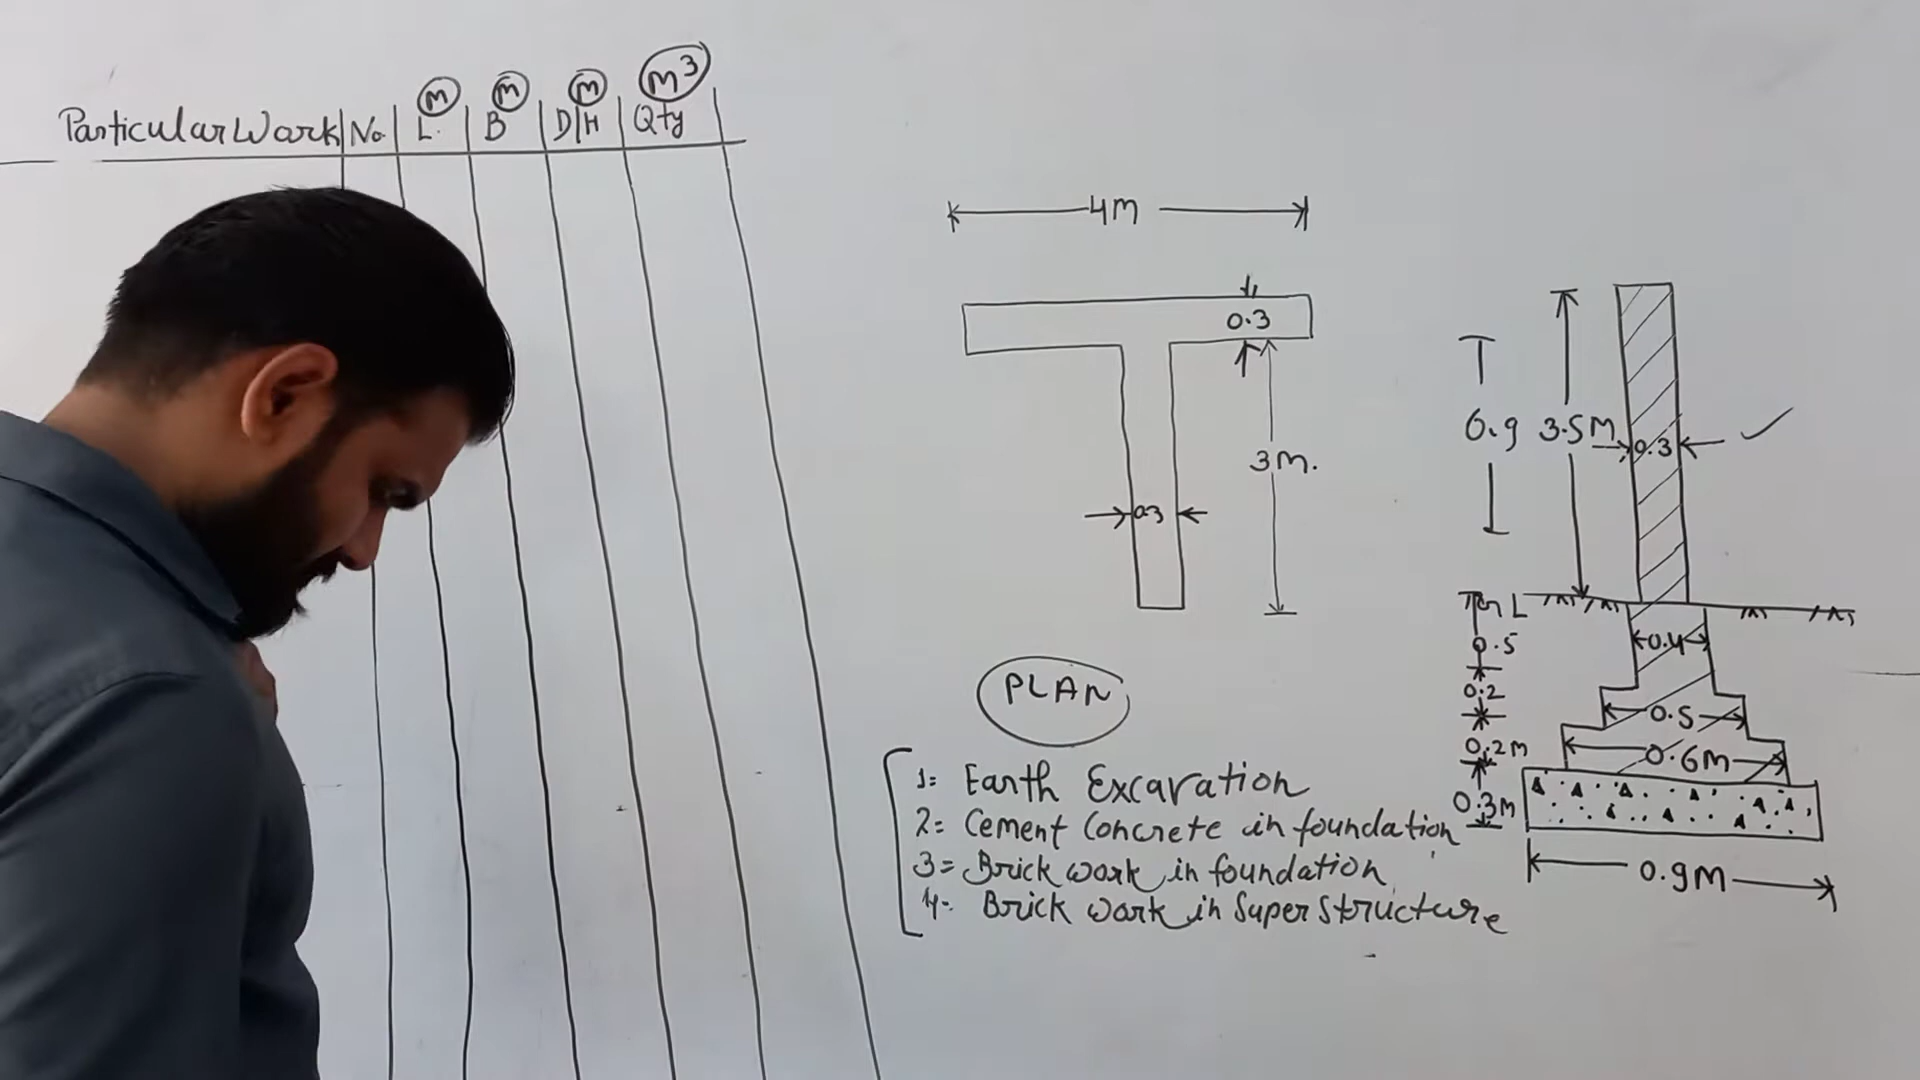 m m m m³
Particular Work No. L. B D/H Qty
4m
0.3
3m.
0.3
PLAN
1= Earth Excavation
2= Cement Concrete in foundation
3= Brick work in foundation
4- Brick work in Super Structure
0.9 3.5m 0.3
0.4
0.5
0.2
0.5
0.2m
0.6m
0.3m
0.9m